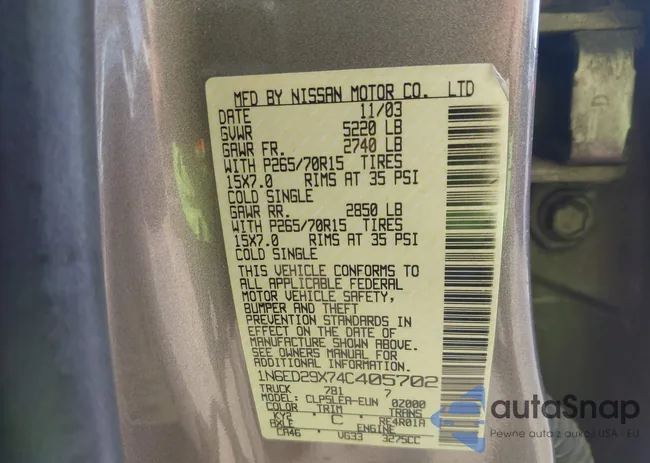 MFD BY NISSAN MOTOR CO. LTD
DATE 11/03
GVWR 5220 LB
GAWR FR. 2740 LB
WITH P265/70R15 TIRES
15X7.0 RIMS AT 35 PSI
COLD SINGLE
GAWR RR. 2850 LB
WITH P265/70R15 TIRES
15X7.0 RIMS AT 35 PSI
COLD SINGLE
THIS VEHICLE CONFORMS TO
ALL APPLICABLE FEDERAL
MOTOR VEHICLE SAFETY,
BUMPER AND THEFT
PREVENTION STANDARDS IN
EFFECT ON THE DATE OF
MANUFACTURE SHOWN ABOVE.
SEE OWNERS MANUAL FOR
ADDITIONAL INFORMATION.
1N6ED29X74C405702
TRUCK 781 7
MODEL: CLPSLEA-EUN 02000
COLOR TRIM TRANS
KY2 C RE4R01A
AXLE ENGINE
CA46 VG33 3275CC
autaSnap
Pewne auta z aukcji USA - EU